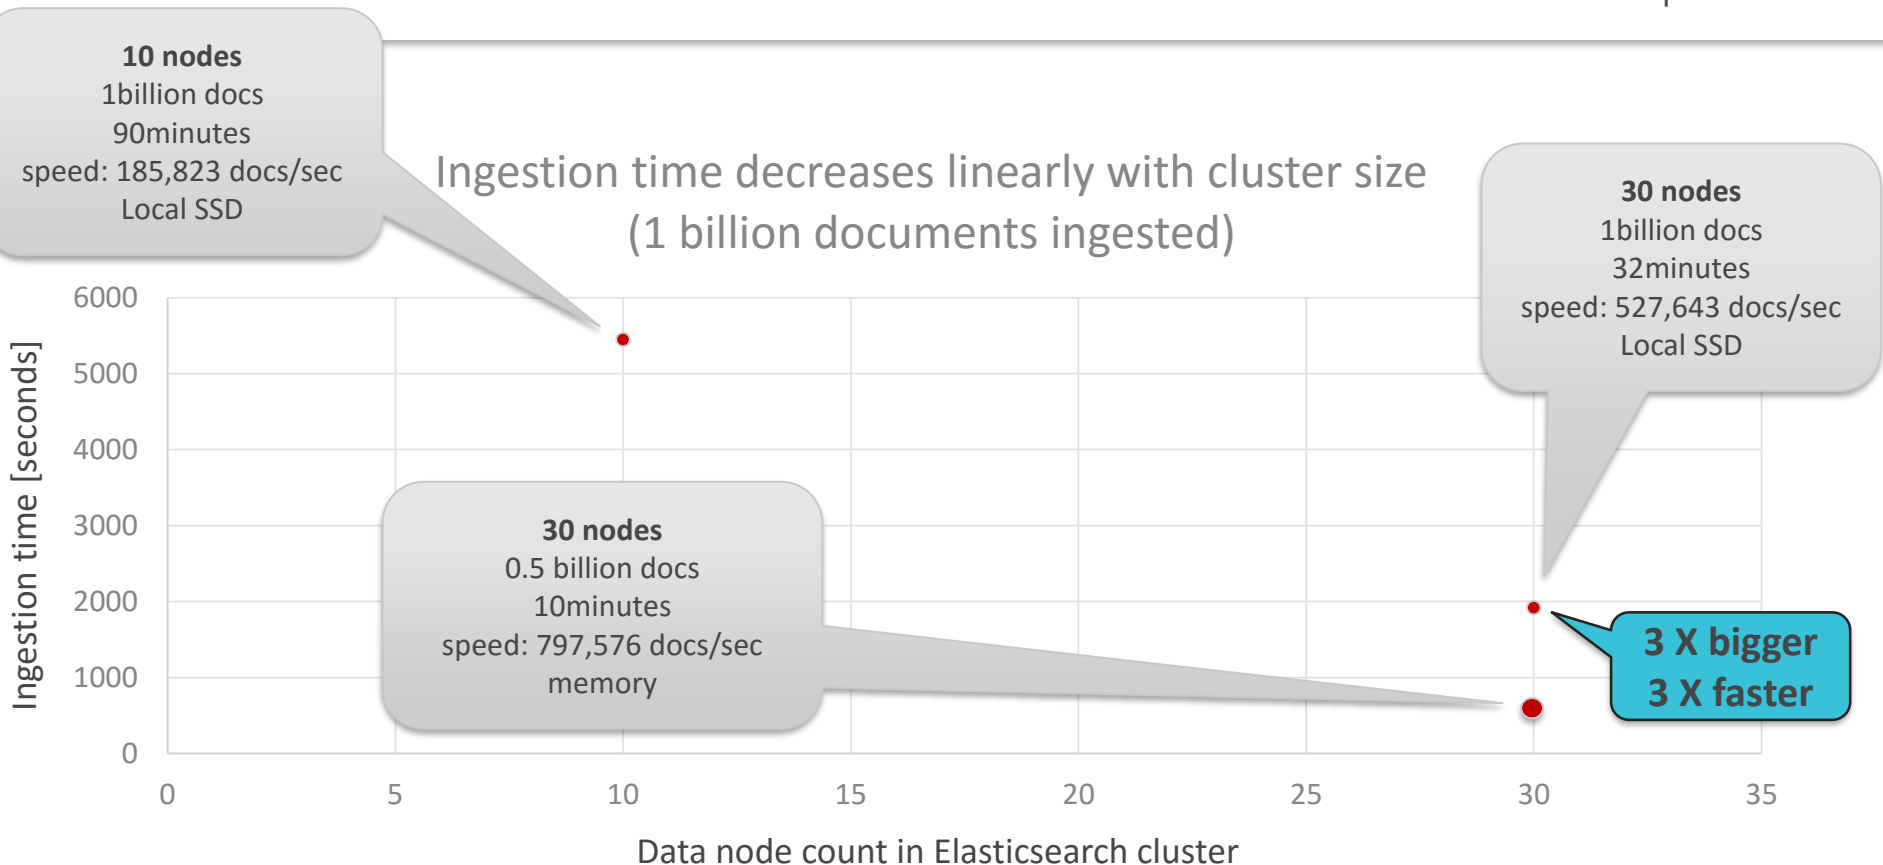 10 nodes
1billion docs
90minutes
speed: 185,823 docs/sec
Local SSD
Ingestion time decreases linearly with cluster size
(1 billion documents ingested)
30 nodes
1billion docs
32minutes
speed: 527,643 docs/sec
Local SSD
Ingestion time [seconds]
6000
5000
4000
3000
2000
1000
0
30 nodes
0.5 billion docs
10minutes
speed: 797,576 docs/sec
memory
3 X bigger
3 X faster
0 5 10 15 20 25 30 35
Data node count in Elasticsearch cluster